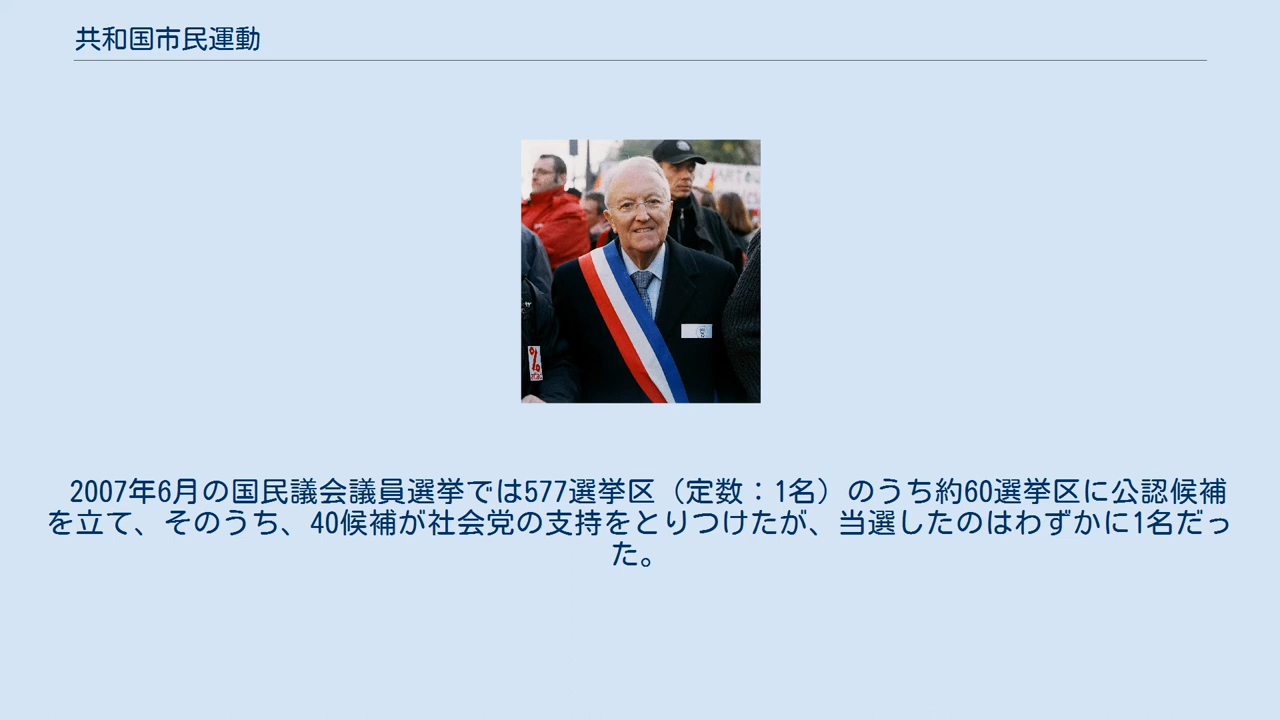 共和国市民運動
%
2007年6月の国民議会議員選挙では577選挙区（定数：1名）のうち約60選挙区に公認候補
を立て、そのうち、40候補が社会党の支持をとりつけたが、当選したのはわずかに1名だっ
た。